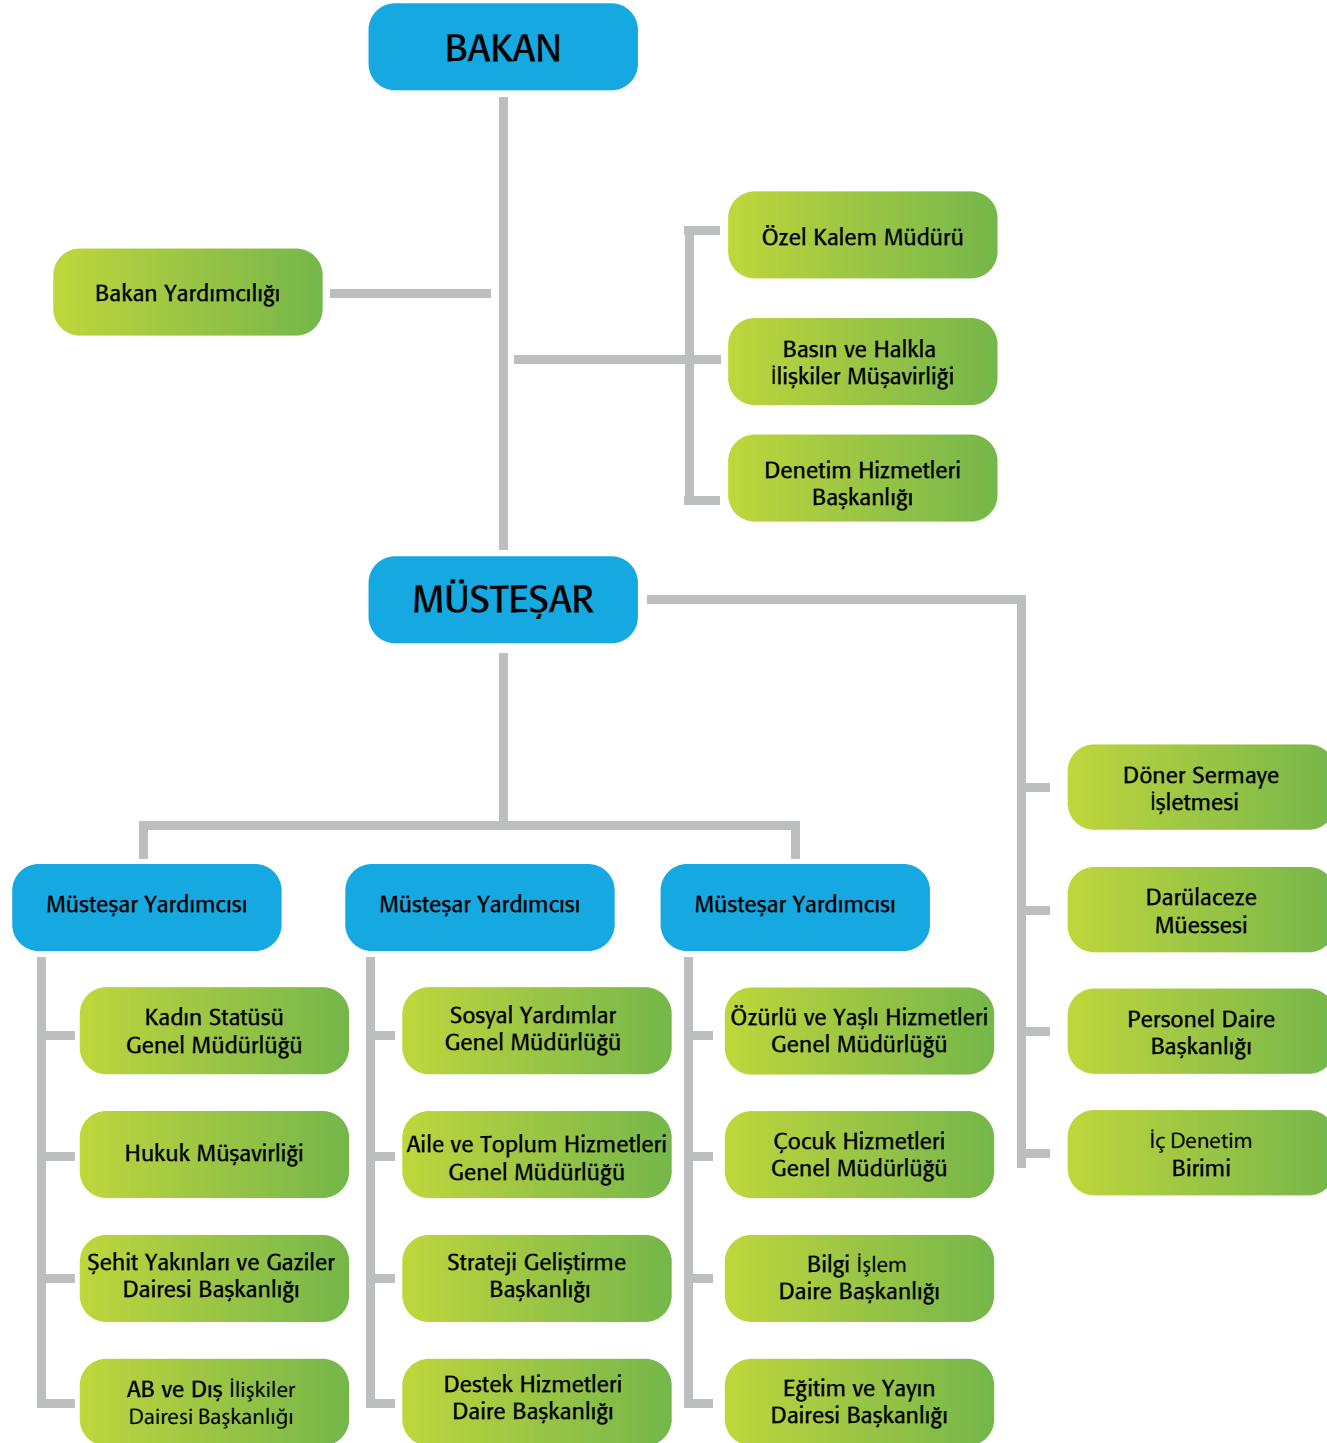 BAKAN
Özel Kalem Müdürü
Bakan Yardımcılığı
Basın ve Halkla
İlişkiler Müşavirliği
Denetim Hizmetleri
Başkanlığı
MÜSTEŞAR
Döner Sermaye
İşletmesi
Darülaceze
Müessesi
Personel Daire
Başkanlığı
İç Denetim
Birimi
Müsteşar Yardımcısı
Kadın Statüsü
Genel Müdürlüğü
Hukuk Müşavirliği
Şehit Yakınları ve Gaziler
Dairesi Başkanlığı
AB ve Dış İlişkiler
Dairesi Başkanlığı
Müsteşar Yardımcısı
Sosyal Yardımlar
Genel Müdürlüğü
Aile ve Toplum Hizmetleri
Genel Müdürlüğü
Strateji Geliştirme
Başkanlığı
Destek Hizmetleri
Daire Başkanlığı
Müsteşar Yardımcısı
Özürlü ve Yaşlı Hizmetleri
Genel Müdürlüğü
Çocuk Hizmetleri
Genel Müdürlüğü
Bilgi İşlem
Daire Başkanlığı
Eğitim ve Yayın
Dairesi Başkanlığı